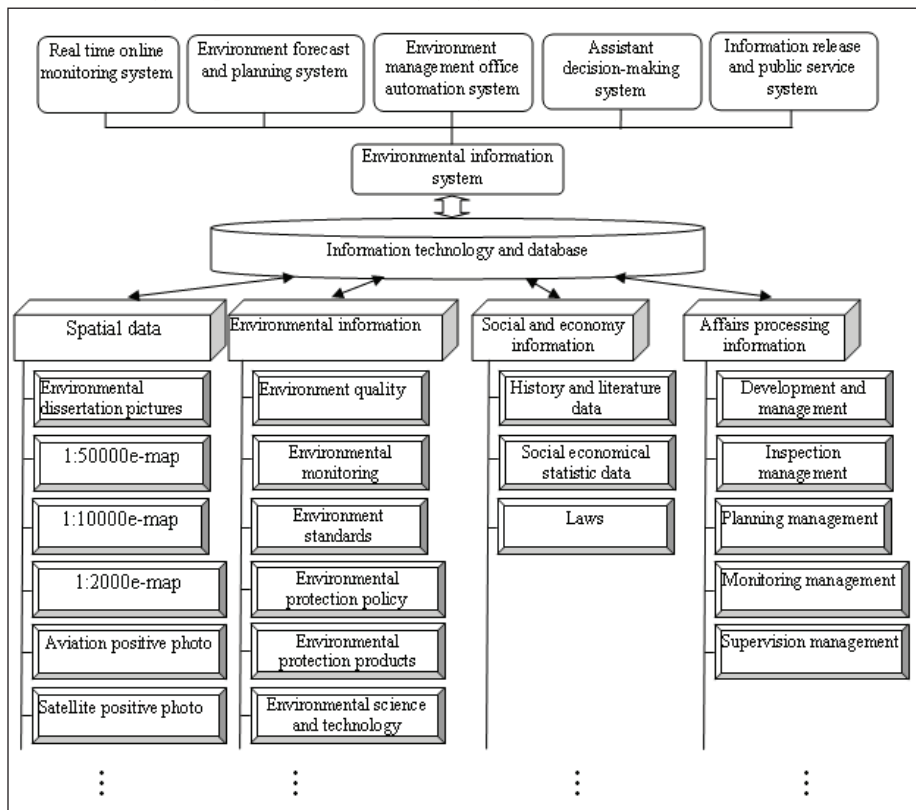 Real time online
monitoring system
Environment forecast
and planning system
Environment
management office
automation system
Assistant
decision-making
system
Information release
and public service
system
Environmental information
system
Information technology and database
Spatial data
Environmental
dissertation pictures
1:50000e-map
1:10000e-map
1:2000e-map
Aviation positive photo
Satellite positive photo
Environmental information
Environment quality
Environmental
monitoring
Environment
standards
Environmental
protection policy
Environmental
protection products
Environmental science
and technology
Social and economy
information
History and literature
data
Social economical
statistic data
Laws
Affairs processing
information
Development and
management
Inspection
management
Planning management
Monitoring management
Supervision management